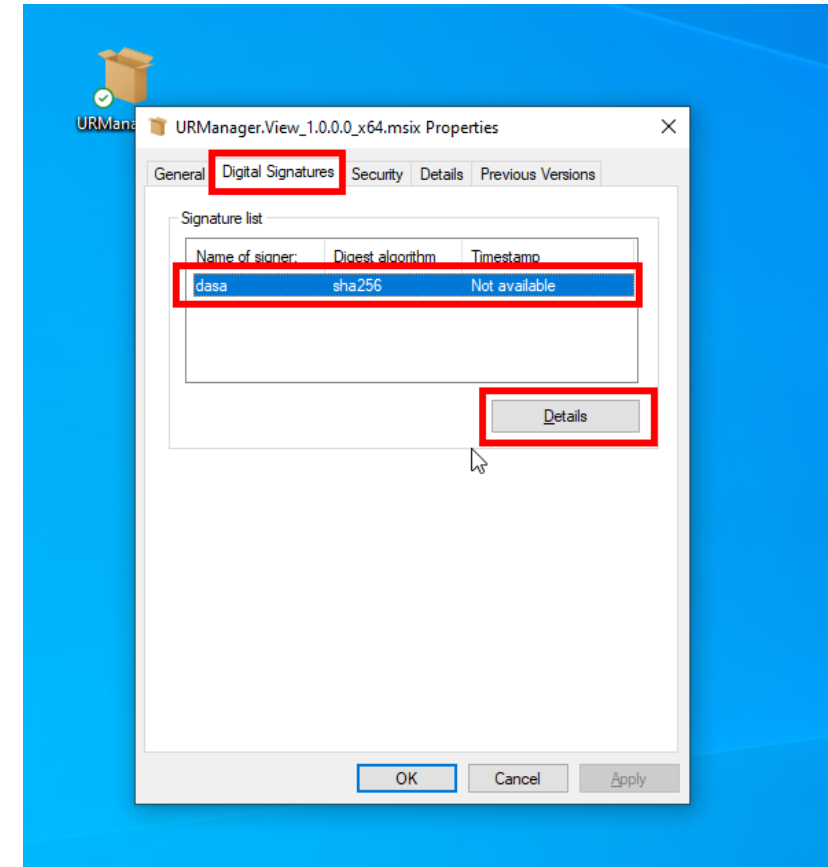 URMana
URManager.View_1.0.0.0_x64.msix Properties
General Digital Signatures Security Details Previous Versions
Signature list
Name of signer: Digest algorithm Timestamp
dasa sha256 Not available
Details
OK Cancel Apply